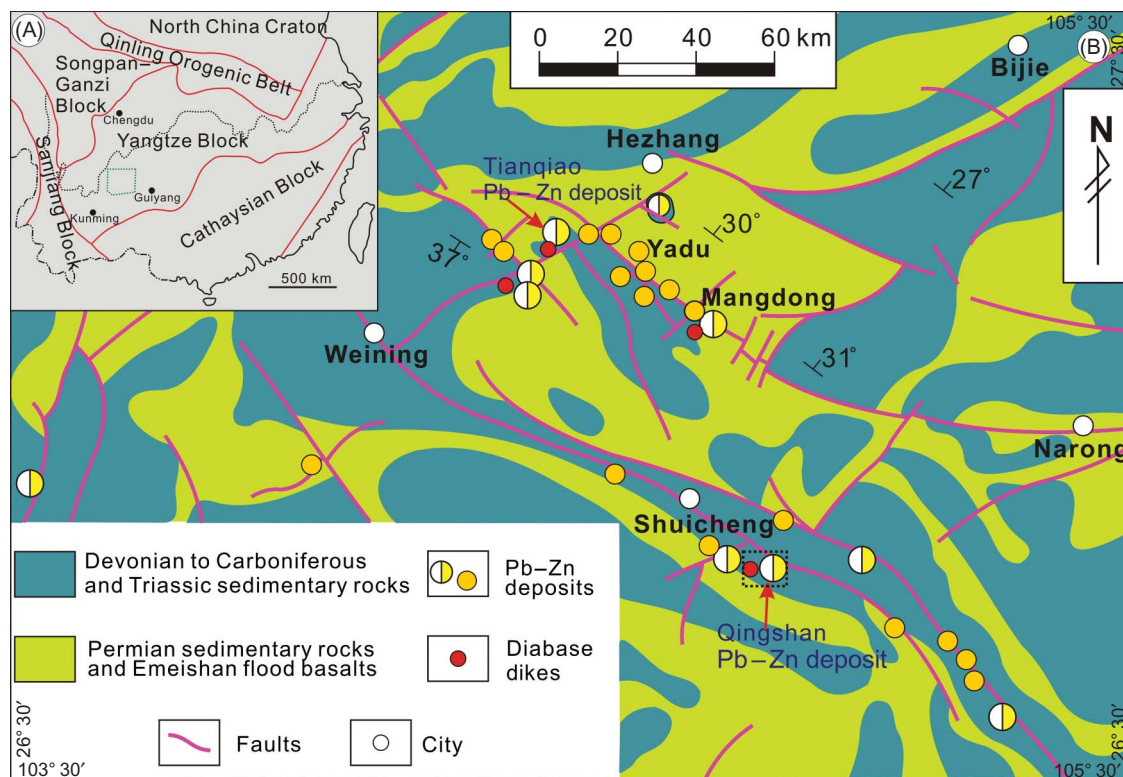 (A)
North China Craton
Qinling Orogenic Belt
Songpan–
Ganzi
Block
Chengdu
Yangtze Block
Sanjiang Block
Guiyang
Kunming
Cathaysian Block
500 km
0 20 40 60 km
105° 30′
(B)
27° 30′
Bijie
N
Hezhang
Tianqiao
Pb–Zn deposit
27°
30°
37°
Yadu
Mangdong
Weining
31°
Narong
Shuicheng
Qingshan
Pb–Zn deposit
Devonian to Carboniferous
and Triassic sedimentary rocks
Pb–Zn
deposits
Permian sedimentary rocks
and Emeishan flood basalts
Diabase
dikes
Faults
City
26° 30′
103° 30′
26° 30′
105° 30′